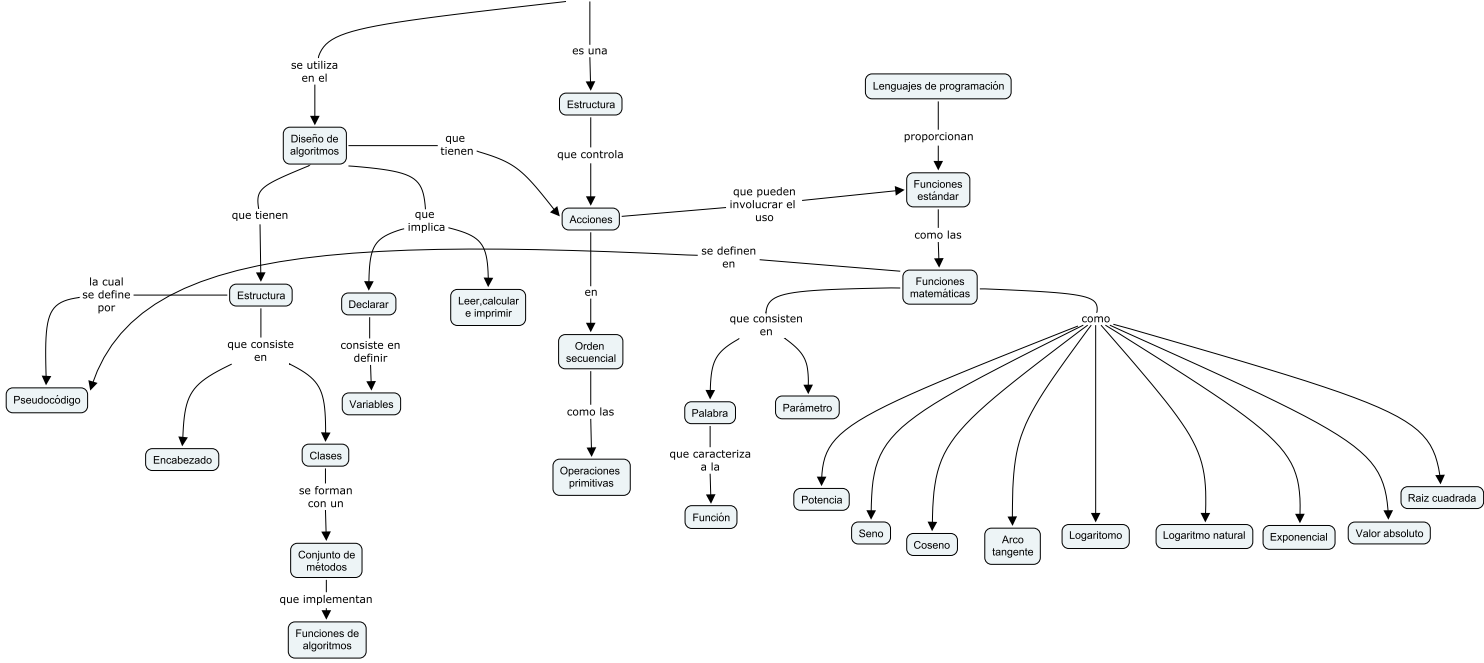 es una
se utiliza
en el
Lenguajes de programación
Estructura
Diseño de
algoritmos
que
tienen
proporcionan
que controla
Funciones
estándar
que pueden
involucrar el
uso
que tienen
que
implica
Acciones
como las
se definen
en
la cual
se define
por
Estructura
Declarar
Leer,calcular
e imprimir
en
Funciones
matemáticas
que consisten
en
como
que consiste
en
consiste en
definir
Orden
secuencial
Pseudocódigo
Variables
como las
Palabra
Parámetro
Encabezado
Clases
que caracteriza
a la
Operaciones
primitivas
se forman
con un
Función
Potencia
Seno
Coseno
Arco
tangente
Logaritomo
Logaritmo natural
Exponencial
Valor absoluto
Raiz cuadrada
Conjunto de
métodos
que implementan
Funciones de
algoritmos